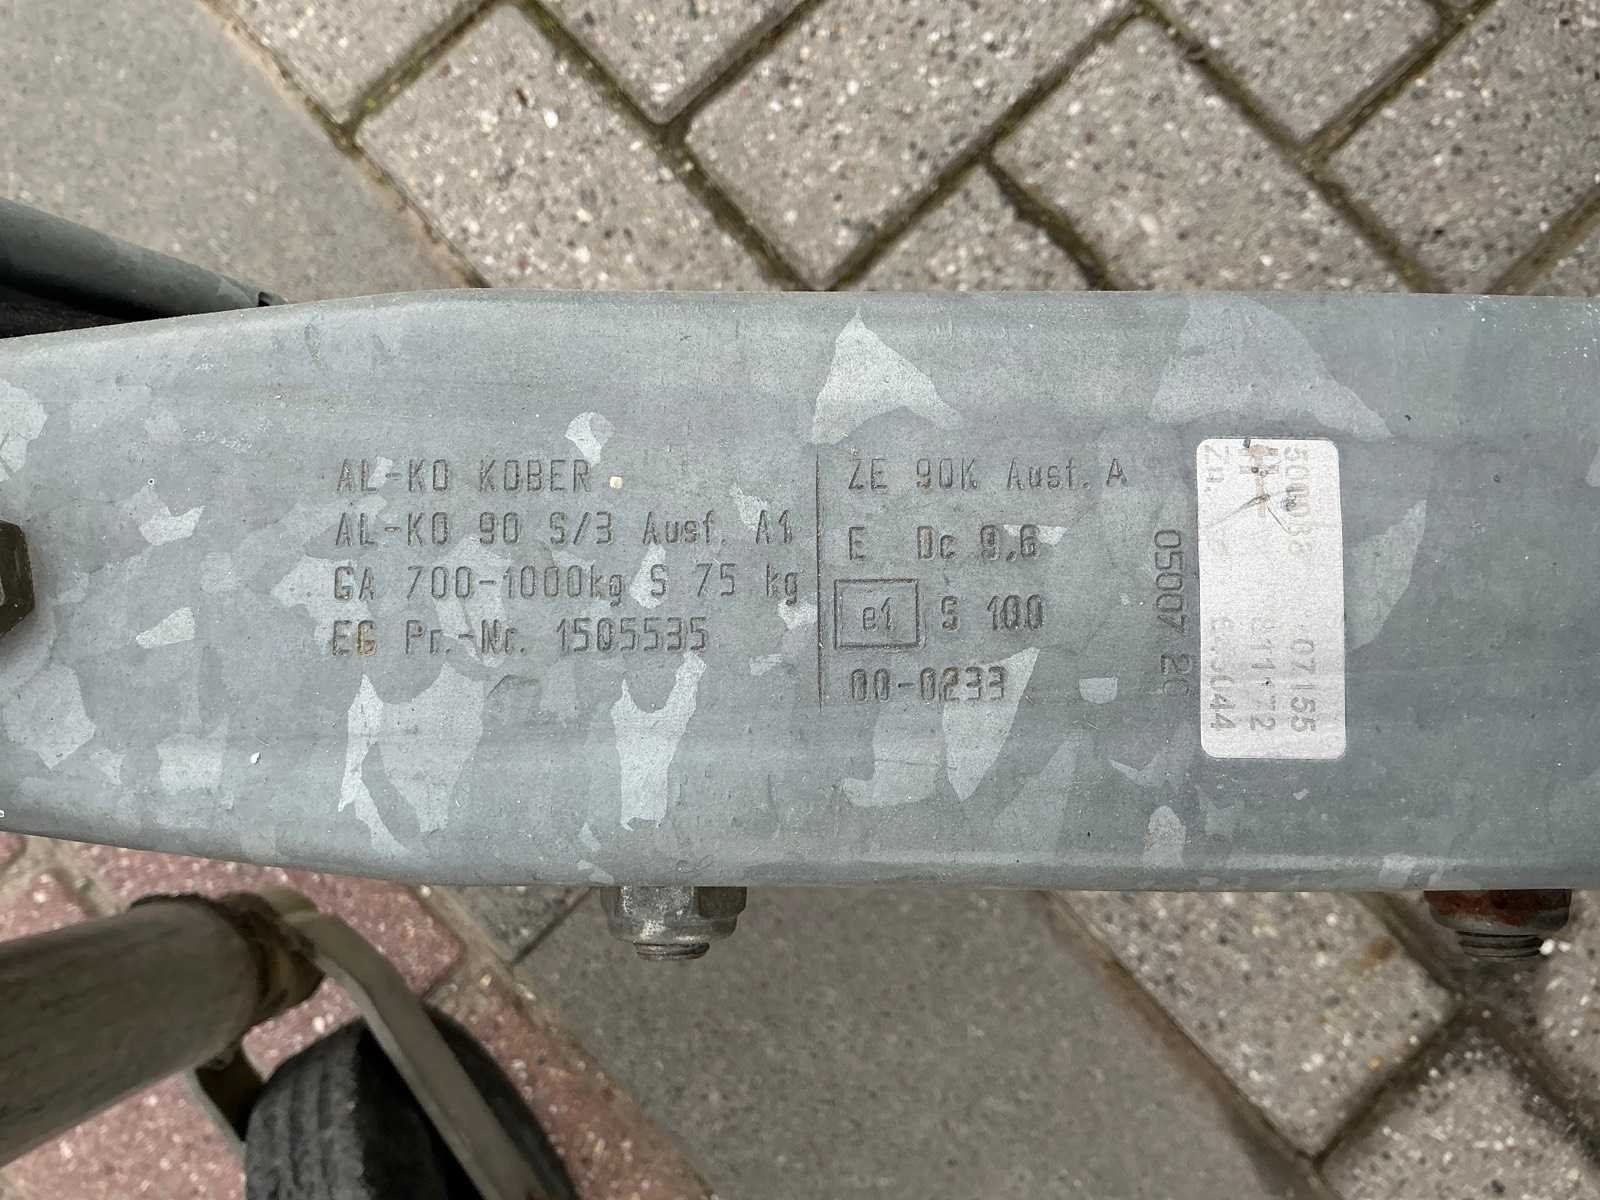 AL-KO KOBER
AL-KO 90 S/3 Ausf. A1
GA 700-1000kg S 75 kg
EG Pr.-Nr. 1505535
ZE 90K Ausf. A
E Dc 9,6
e1 S 100
00-0233
05007 20
07155